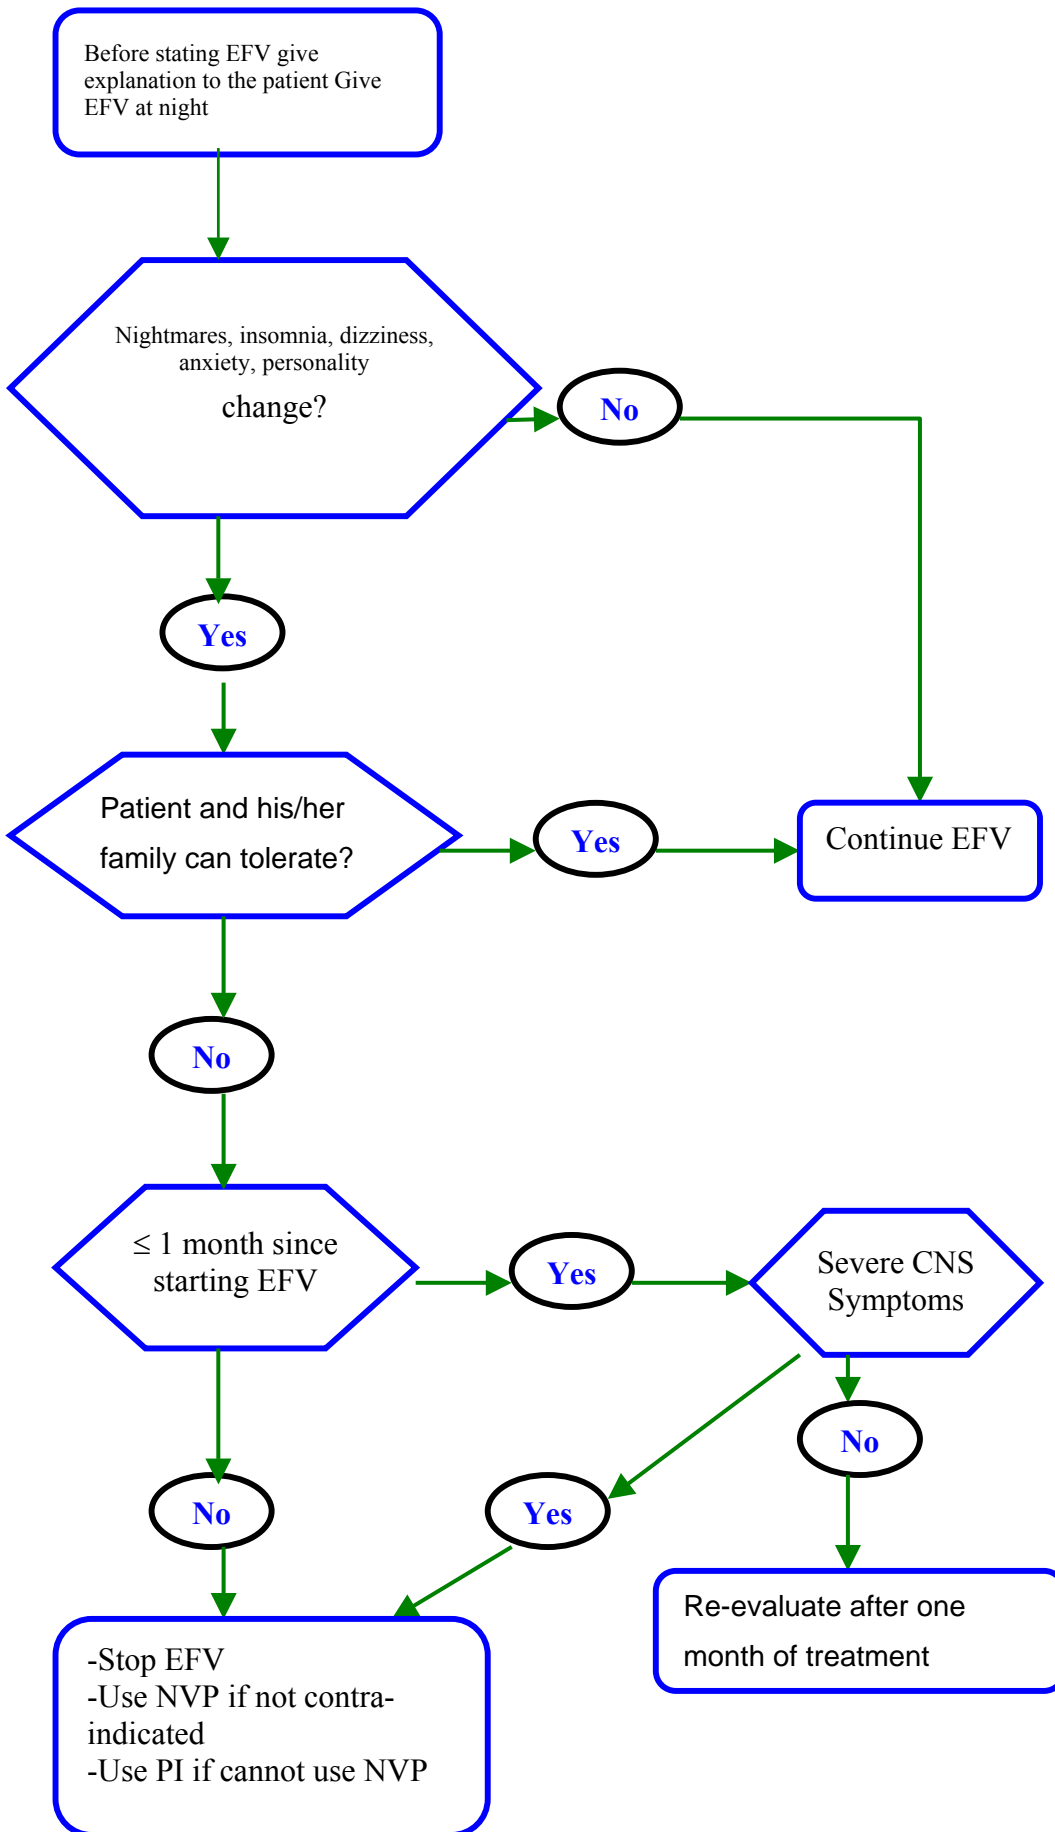 Before stating EFV give
explanation to the patient Give
EFV at night
Nightmares, insomnia, dizziness,
anxiety, personality
change?
No
Yes
Patient and his/her
family can tolerate?
Yes
Continue EFV
No
≤ 1 month since
starting EFV
Yes
Severe CNS
Symptoms
No
Yes
No
-Stop EFV
-Use NVP if not contra-
indicated
-Use PI if cannot use NVP
Re-evaluate after one
month of treatment